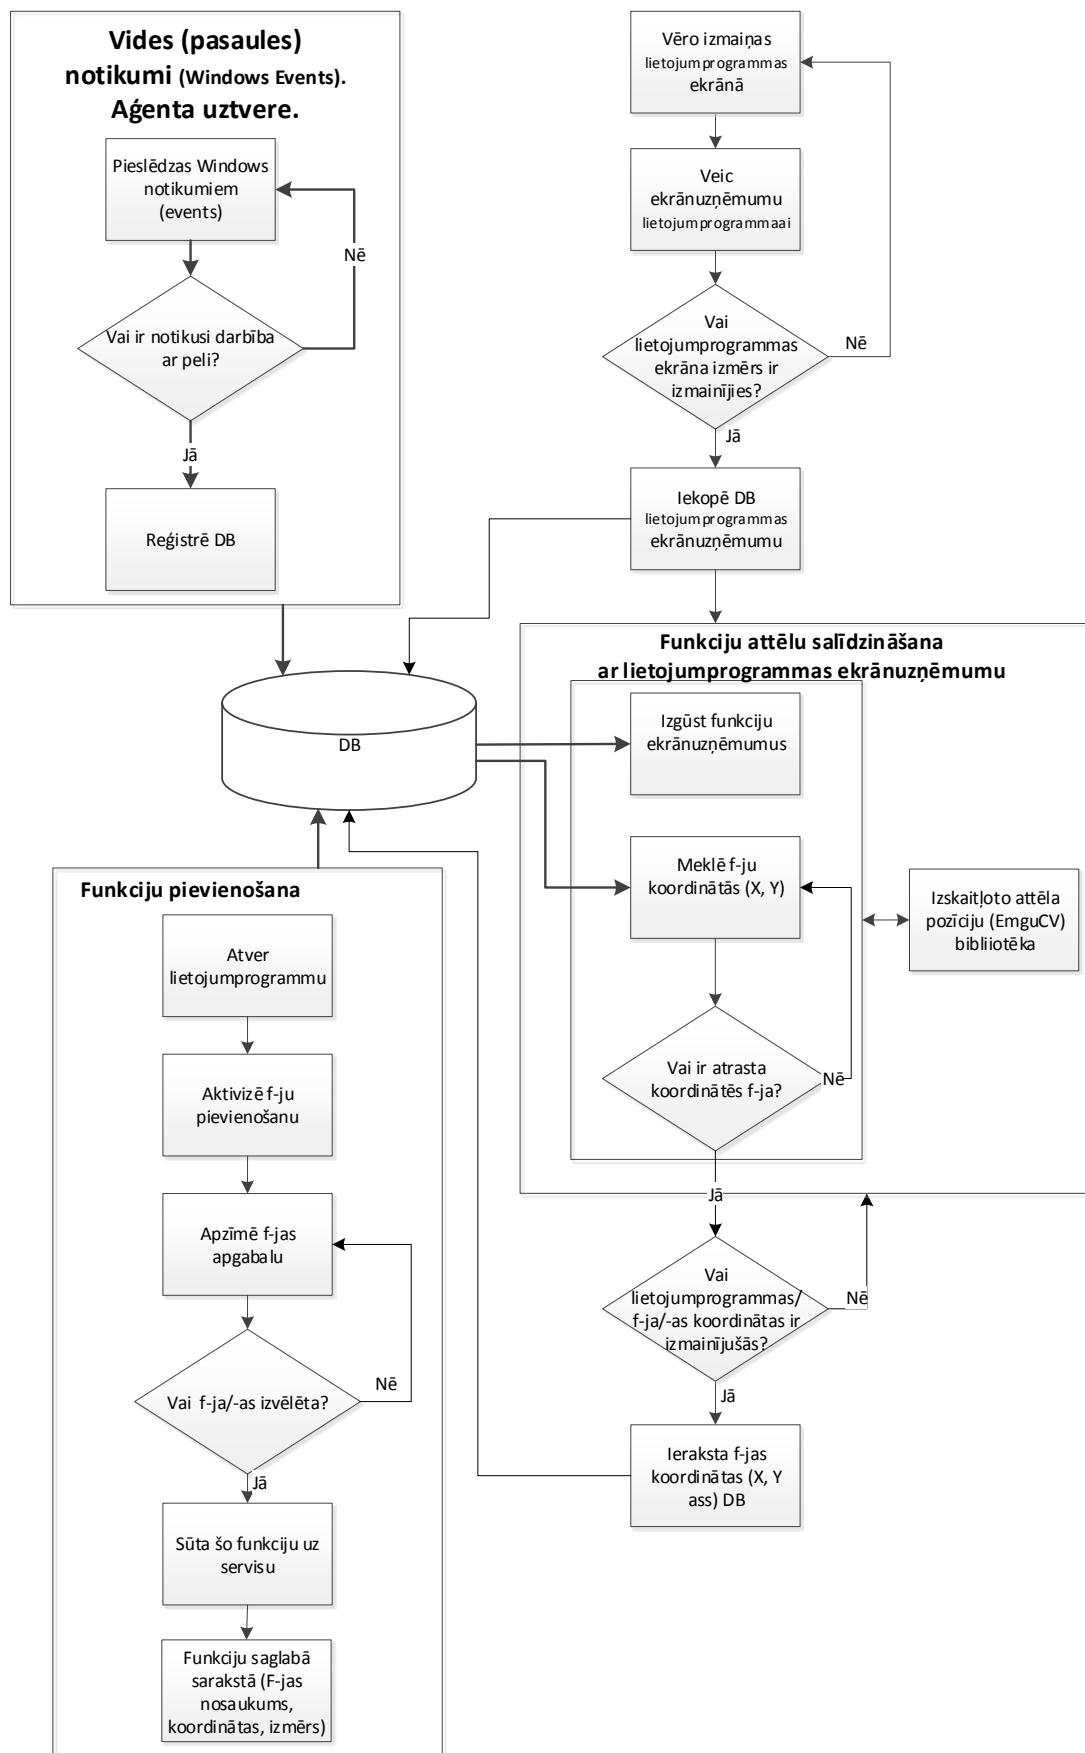 Vides (pasaules)
notikumi (Windows Events).
Aģenta uztvere.
Pieslēdzas Windows
notikumiem
(events)
Nē
Vai ir notikusi darbība
ar peli?
Jā
Reģistrē DB
Vēro izmaiņas
lietojumprogrammas
ekrānā
Veic
ekrānuzņēmumu
lietojumprogrammaai
Vai
lietojumprogrammas
ekrāna izmērs ir
izmainījies?
Nē
Jā
Iekopē DB
lietojumprogrammas
ekrānuzņēmumu
DB
Funkciju attēlu salīdzināšana
ar lietojumprogrammas ekrānuzņēmumu
Izgūst funkciju
ekrānuzņēmumus
Meklē f-ju
koordinātās (X, Y)
Izskaitļoto attēla
pozīciju (EmguCV)
bibliiotēka
Vai ir atrasta
koordinātēs f-ja?
Nē
Jā
Vai
lietojumprogrammas/
f-ja/-as koordinātas ir
izmainījušās?
Nē
Jā
Ieraksta f-jas
koordinātas (X, Y
ass) DB
Funkciju pievienošana
Atver
lietojumprogrammu
Aktivizē f-ju
pievienošanu
Apzīmē f-jas
apgabalu
Nē
Vai f-ja/-as izvēlēta?
Jā
Sūta šo funkciju uz
servisu
Funkciju saglabā
sarakstā (F-jas
nosaukums,
koordinātas, izmērs)